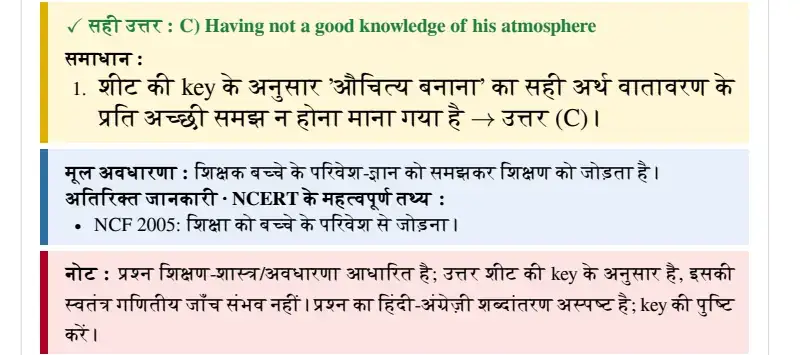 ✓ सही उत्तर : C) Having not a good knowledge of his atmosphere
समाधान :
1. शीट की key के अनुसार ’औचित्य बनाना’ का सही अर्थ वातावरण के
प्रति अच्छी समझ न होना माना गया है → उत्तर (C)।
मूल अवधारणा : शिक्षक बच्चे के परिवेश-ज्ञान को समझकर शिक्षण को जोड़ता है।
अतिरिक्त जानकारी · NCERT के महत्वपूर्ण तथ्य :
• NCF 2005: शिक्षा को बच्चे के परिवेश से जोड़ना।
नोट : प्रश्न शिक्षण-शास्त्र/अवधारणा आधारित है; उत्तर शीट की key के अनुसार है, इसकी
स्वतंत्र गणितीय जाँच संभव नहीं। प्रश्न का हिंदी-अंग्रेज़ी शब्दांतरण अस्पष्ट है; key की पुष्टि
करें।